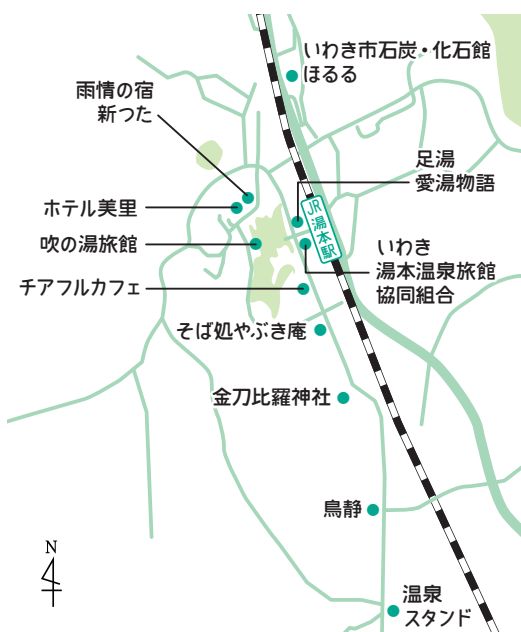 いわき市石炭・化石館
ほるる
雨情の宿
新つた
足湯
愛湯物語
ホテル美里
JR湯本駅
吹の湯旅館
いわき
湯本温泉旅館
協同組合
チアフルカフェ
そば処やぶき庵
金刀比羅神社
鳥静
N
温泉
スタンド